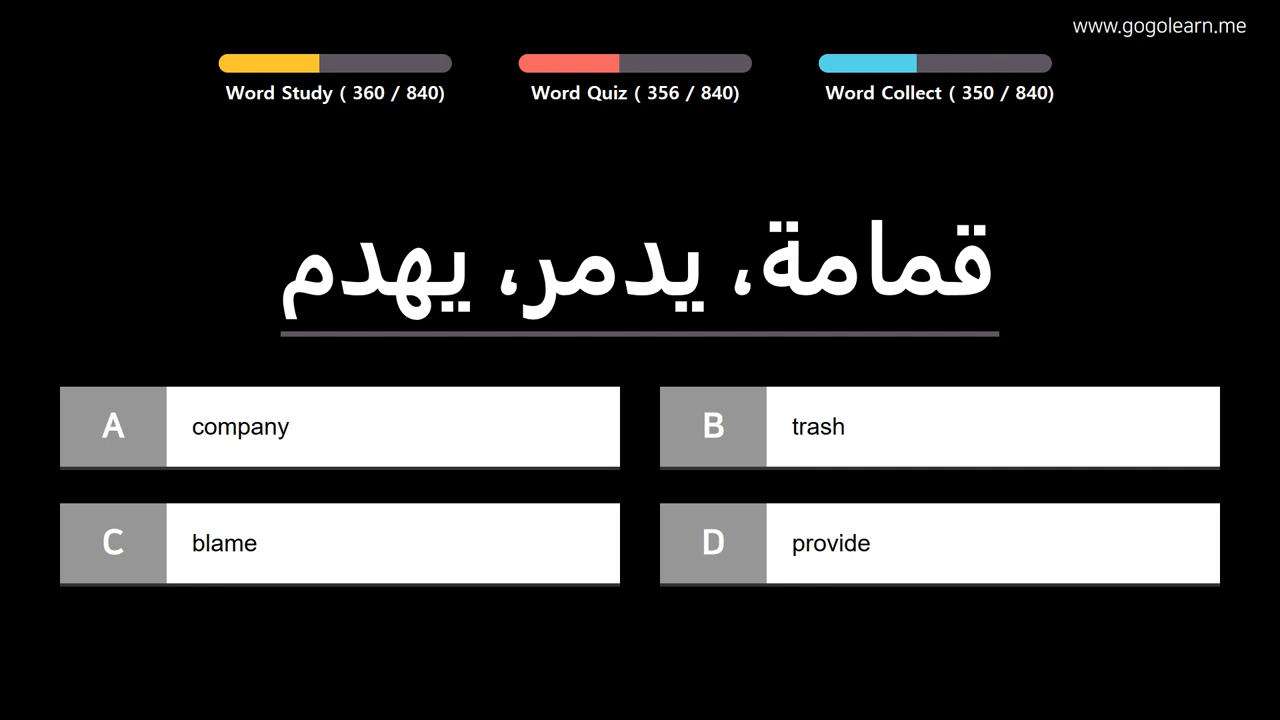 www.gogolearn.me
Word Study ( 360 / 840)
Word Quiz ( 356 / 840)
Word Collect ( 350 / 840)
قمامة، يدمر، يهدم
A company
B trash
C blame
D provide